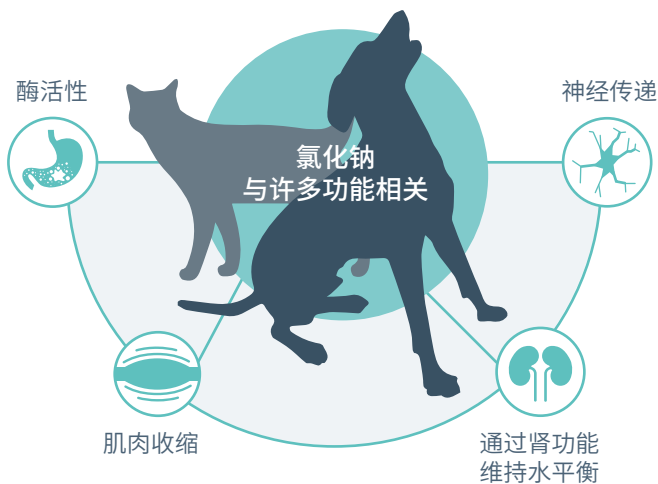 酶活性
神经传递
氯化钠
与许多功能相关
肌肉收缩
通过肾功能
维持水平衡